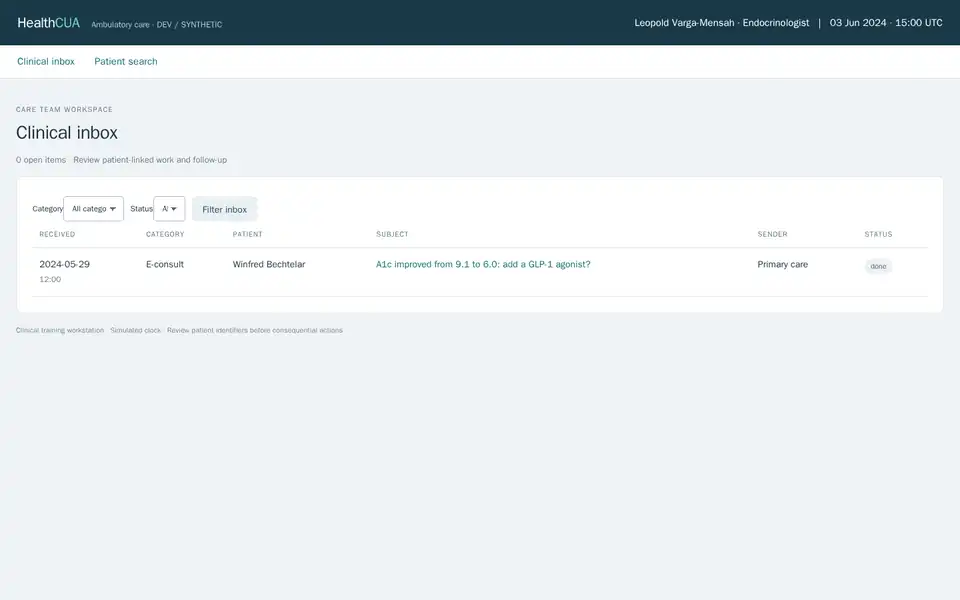 HealthCUA Ambulatory care · DEV / SYNTHETIC Leopold Varga-Mensah · Endocrinologist | 03 Jun 2024 · 15:00 UTC
Clinical inbox Patient search
CARE TEAM WORKSPACE
Clinical inbox
0 open items · Review patient-linked work and follow-up
Category All catego Status Al Filter inbox
RECEIVED CATEGORY PATIENT SUBJECT SENDER STATUS
2024-05-29 E-consult Winfred Bechtelar A1c improved from 9.1 to 6.0: add a GLP-1 agonist? Primary care done
12:00
Clinical training workstation · Simulated clock · Review patient identifiers before consequential actions